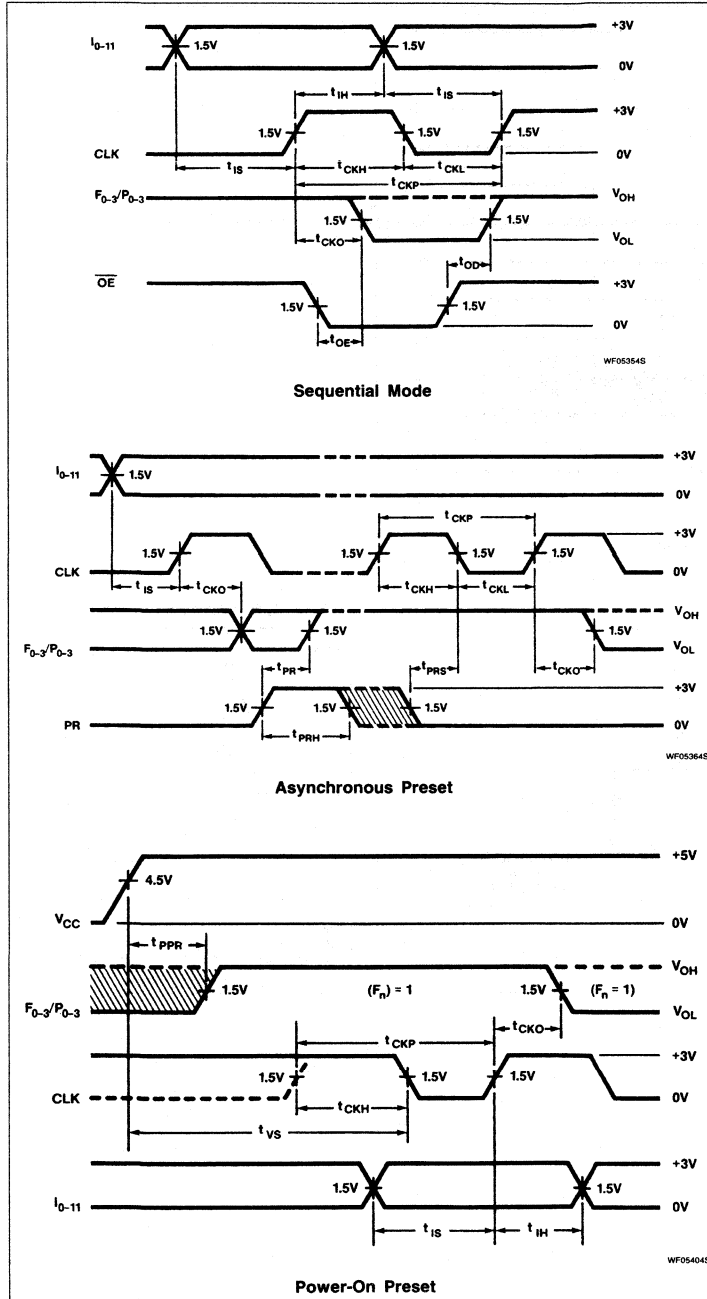 I0-11 1.5V 1.5V +3V
0V
tIH tIS
+3V
1.5V 1.5V 1.5V
CLK 0V
tIS tCKH tCKL
tCKP
F0-3/P0-3 VOH
1.5V 1.5V
tCKO VOL
tOD
OE +3V
1.5V 1.5V
0V
tOE
WF05354S
Sequential Mode
I0-11 1.5V +3V
0V
tCKP
+3V
1.5V 1.5V 1.5V 1.5V
CLK 0V
tIS tCKO tCKH tCKL
VOH
1.5V 1.5V 1.5V
F0-3/P0-3 VOL
tPR tPRS tCKO
+3V
1.5V 1.5V 1.5V
PR 0V
tPRH
WF05364S
Asynchronous Preset
+5V
4.5V
VCC 0V
tPPR
VOH
1.5V (Fn) = 1 1.5V (Fn = 1)
F0-3/P0-3 VOL
tCKO
tCKP
+3V
1.5V 1.5V 1.5V
CLK 0V
tCKH
tVS
+3V
1.5V 1.5V
I0-11 0V
tIS tIH
WF05404S
Power-On Preset